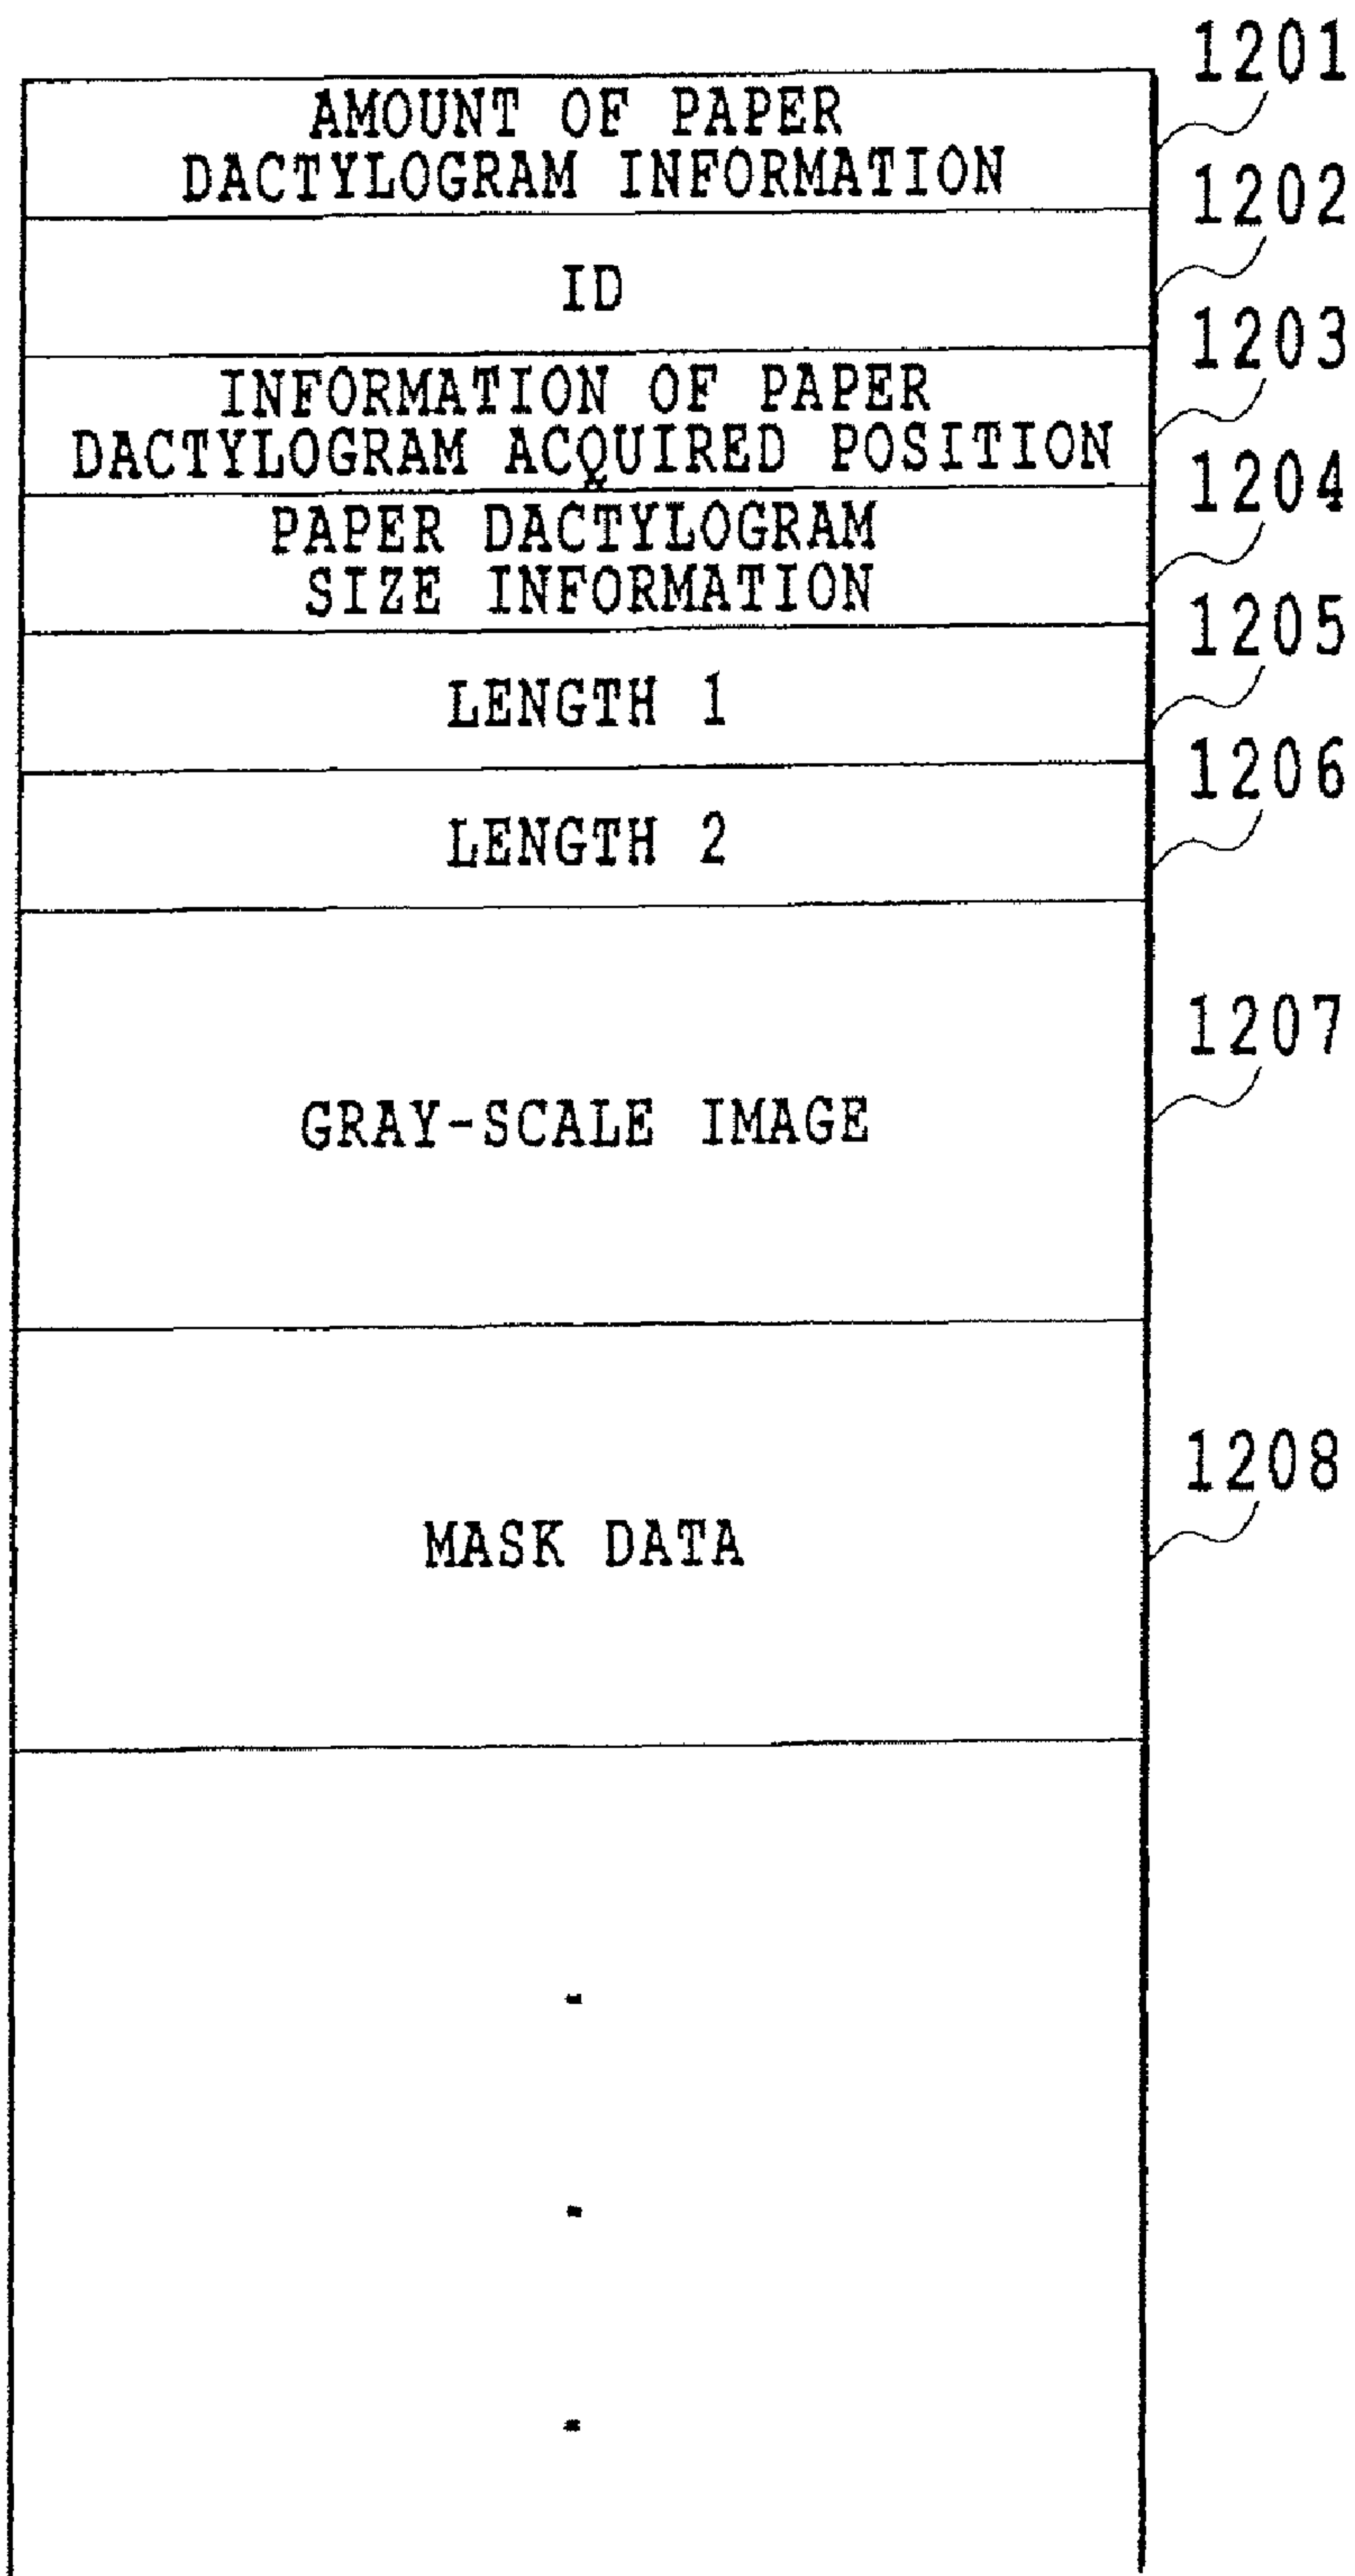 1201
AMOUNT OF PAPER
DACTYLOGRAM INFORMATION
1202
ID
1203
INFORMATION OF PAPER
DACTYLOGRAM ACQUIRED POSITION
1204
PAPER DACTYLOGRAM
SIZE INFORMATION
1205
LENGTH 1
1206
LENGTH 2
1207
GRAY-SCALE IMAGE
1208
MASK DATA